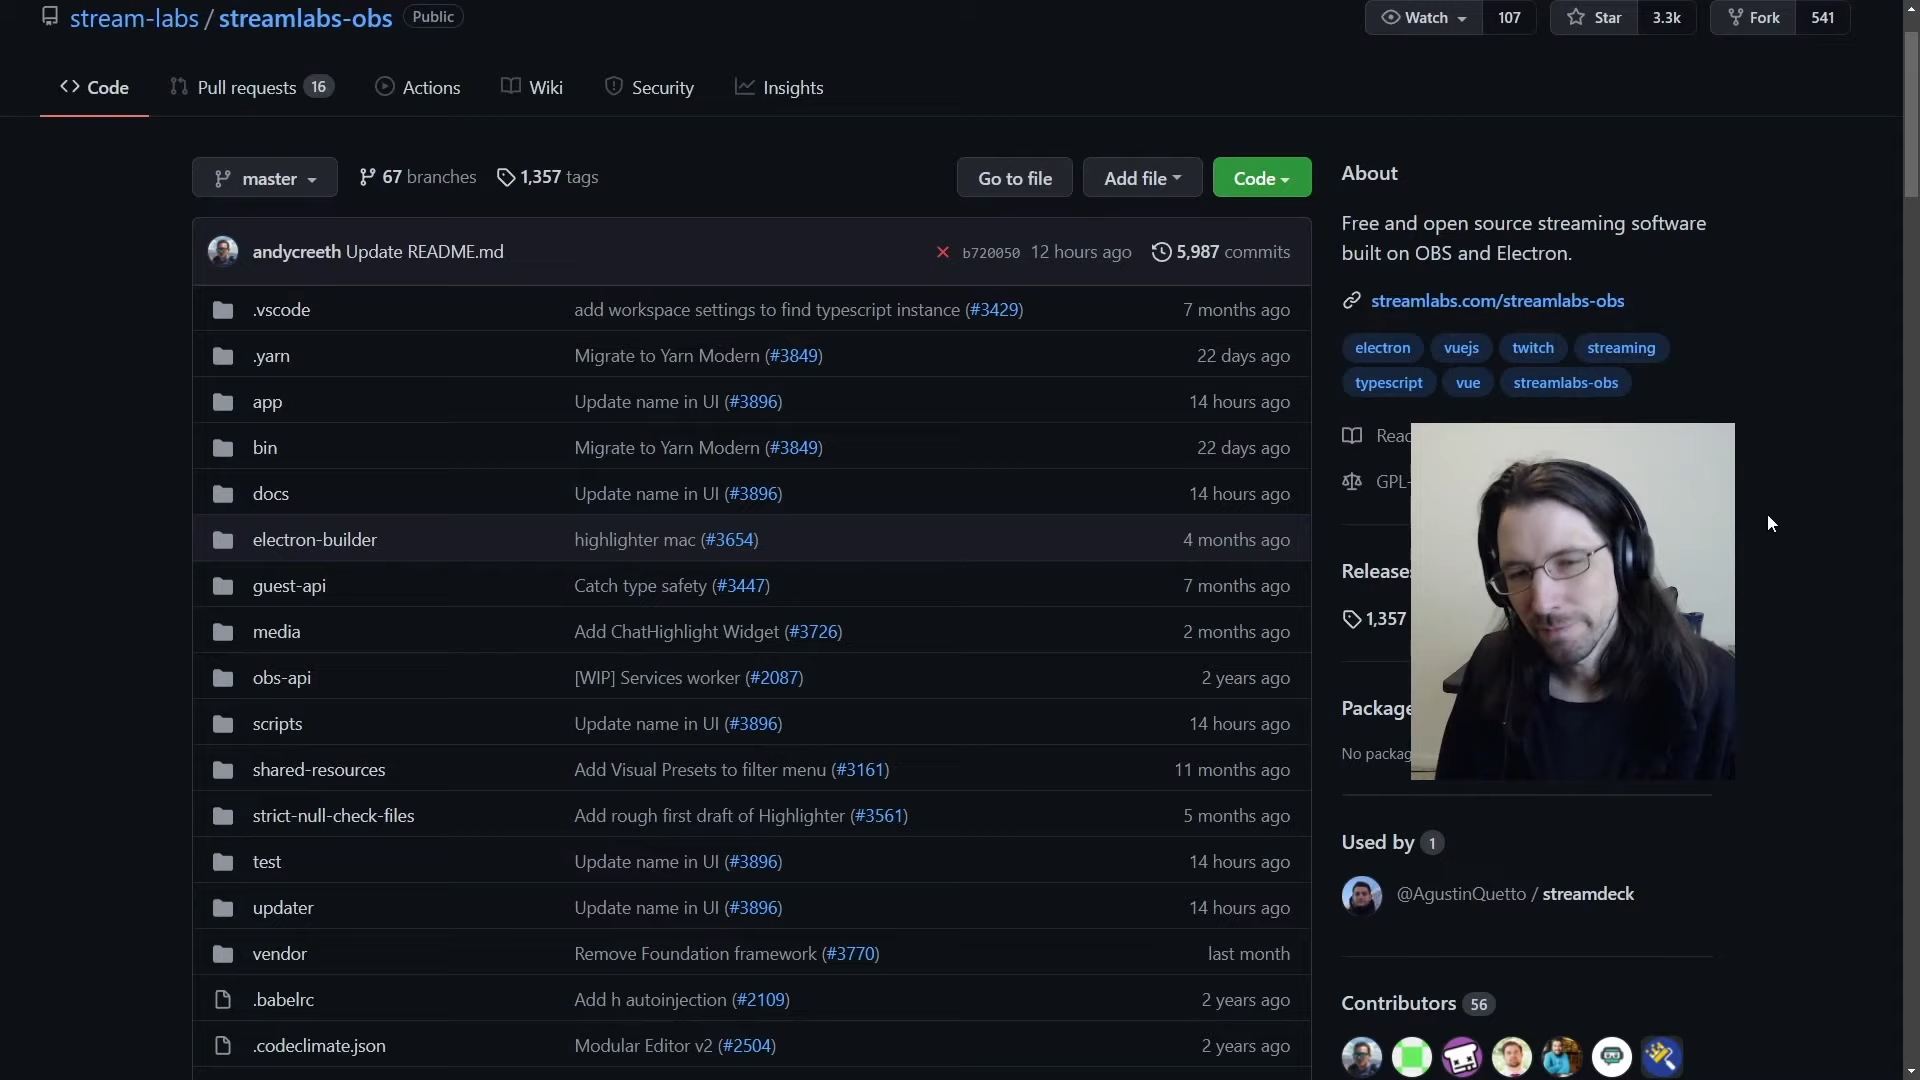 stream-labs / streamlabs-obs Public
Watch 107 Star 3.3k Fork 541
Code Pull requests 16 Actions Wiki Security Insights
master 67 branches 1,357 tags Go to file Add file Code
andycreeth Update README.md b720050 12 hours ago 5,987 commits
.vscode add workspace settings to find typescript instance (#3429) 7 months ago
.yarn Migrate to Yarn Modern (#3849) 22 days ago
app Update name in UI (#3896) 14 hours ago
bin Migrate to Yarn Modern (#3849) 22 days ago
docs Update name in UI (#3896) 14 hours ago
electron-builder highlighter mac (#3654) 4 months ago
guest-api Catch type safety (#3447) 7 months ago
media Add ChatHighlight Widget (#3726) 2 months ago
obs-api [WIP] Services worker (#2087) 2 years ago
scripts Update name in UI (#3896) 14 hours ago
shared-resources Add Visual Presets to filter menu (#3161) 11 months ago
strict-null-check-files Add rough first draft of Highlighter (#3561) 5 months ago
test Update name in UI (#3896) 14 hours ago
updater Update name in UI (#3896) 14 hours ago
vendor Remove Foundation framework (#3770) last month
.babelrc Add h autoinjection (#2109) 2 years ago
.codeclimate.json Modular Editor v2 (#2504) 2 years ago
About
Free and open source streaming software
built on OBS and Electron.
streamlabs.com/streamlabs-obs
electron vuejs twitch streaming
typescript vue streamlabs-obs
GPL-
Releases
1,357
Package
No packag
Used by 1
@AgustinQuetto / streamdeck
Contributors 56